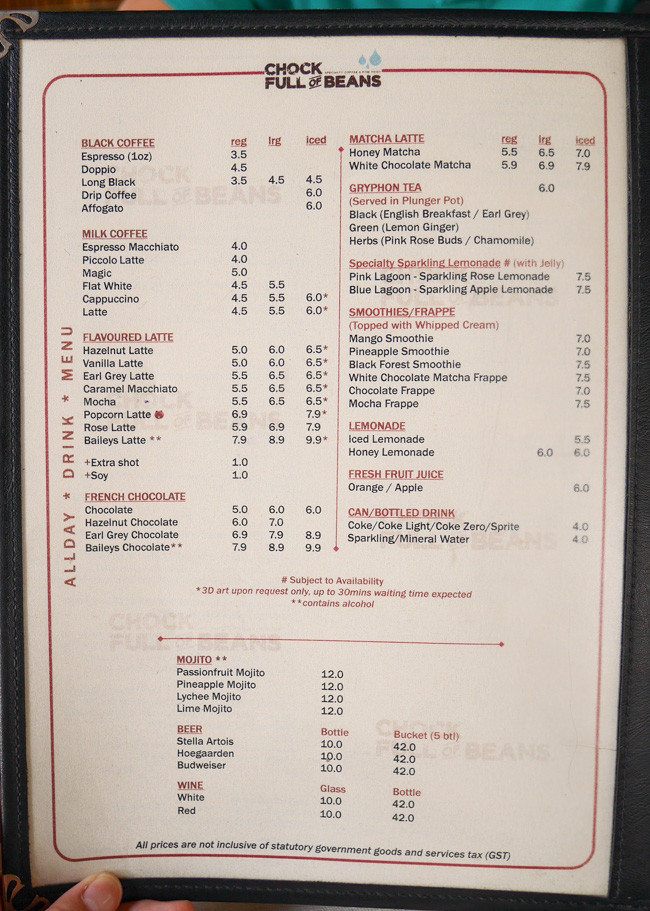 CHOCK
FULL OF BEANS
ALLDAY * DRINK * MENU
BLACK COFFEE reg lrg iced
Espresso (1oz) 3.5
Doppio 4.5
Long Black 3.5 4.5 4.5
Drip Coffee 6.0
Affogato 6.0
MILK COFFEE
Espresso Macchiato 4.0
Piccolo Latte 4.0
Magic 5.0
Flat White 4.5 5.5
Cappuccino 4.5 5.5 6.0*
Latte 4.5 5.5 6.0*
FLAVOURED LATTE
Hazelnut Latte 5.0 6.0 6.5*
Vanilla Latte 5.0 6.0 6.5*
Earl Grey Latte 5.5 6.5 6.5*
Caramel Macchiato 5.5 6.5 6.5*
Mocha 5.5 6.5 6.5*
Popcorn Latte 6.9 7.9*
Rose Latte 5.9 6.9 7.9
Baileys Latte ** 7.9 8.9 9.9*
+Extra shot 1.0
+Soy 1.0
FRENCH CHOCOLATE
Chocolate 5.0 6.0 6.0
Hazelnut Chocolate 6.0 7.0
Earl Grey Chocolate 6.9 7.9 8.9
Baileys Chocolate** 7.9 8.9 9.9
MATCHA LATTE reg lrg iced
Honey Matcha 5.5 6.5 7.0
White Chocolate Matcha 5.9 6.9 7.9
GRYPHON TEA 6.0
(Served in Plunger Pot)
Black (English Breakfast / Earl Grey)
Green (Lemon Ginger)
Herbs (Pink Rose Buds / Chamomile)
Specialty Sparkling Lemonade # (with Jelly)
Pink Lagoon - Sparkling Rose Lemonade 7.5
Blue Lagoon - Sparkling Apple Lemonade 7.5
SMOOTHIES/FRAPPE
(Topped with Whipped Cream)
Mango Smoothie 7.0
Pineapple Smoothie 7.0
Black Forest Smoothie 7.5
White Chocolate Matcha Frappe 7.5
Chocolate Frappe 7.0
Mocha Frappe 7.5
LEMONADE
Iced Lemonade 5.5
Honey Lemonade 6.0 6.0
FRESH FRUIT JUICE
Orange / Apple 6.0
CAN/BOTTLED DRINK
Coke/Coke Light/Coke Zero/Sprite 4.0
Sparkling/Mineral Water 4.0
# Subject to Availability
*3D art upon request only, up to 30mins waiting time expected
**contains alcohol
MOJITO **
Passionfruit Mojito 12.0
Pineapple Mojito 12.0
Lychee Mojito 12.0
Lime Mojito 12.0
BEER Bottle Bucket (5 btl)
Stella Artois 10.0 42.0
Hoegaarden 10.0 42.0
Budweiser 10.0 42.0
WINE Glass Bottle
White 10.0 42.0
Red 10.0 42.0
All prices are not inclusive of statutory government goods and services tax (GST)